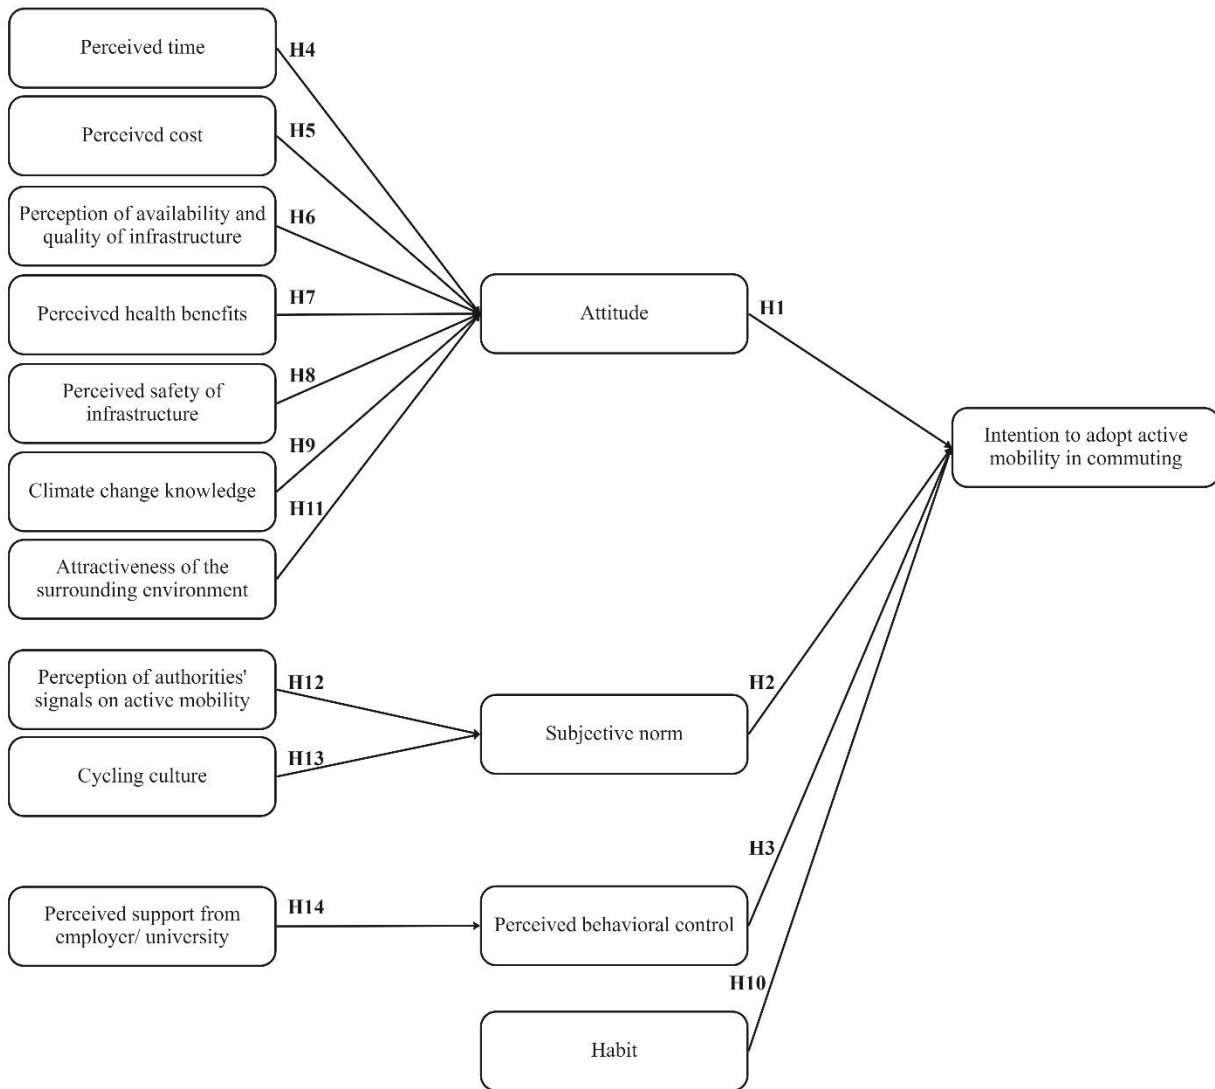 Perceived time
H4
Perceived cost
H5
Perception of availability and
quality of infrastructure
H6
Perceived health benefits
H7
Attitude
H1
Perceived safety of
infrastructure
H8
Climate change knowledge
H9
Intention to adopt active
mobility in commuting
Attractiveness of the
surrounding environment
H11
Perception of authorities'
signals on active mobility
H12
Subjective norm
H2
Cycling culture
H13
H3
Perceived support from
employer/ university
H14
Perceived behavioral control
H10
Habit